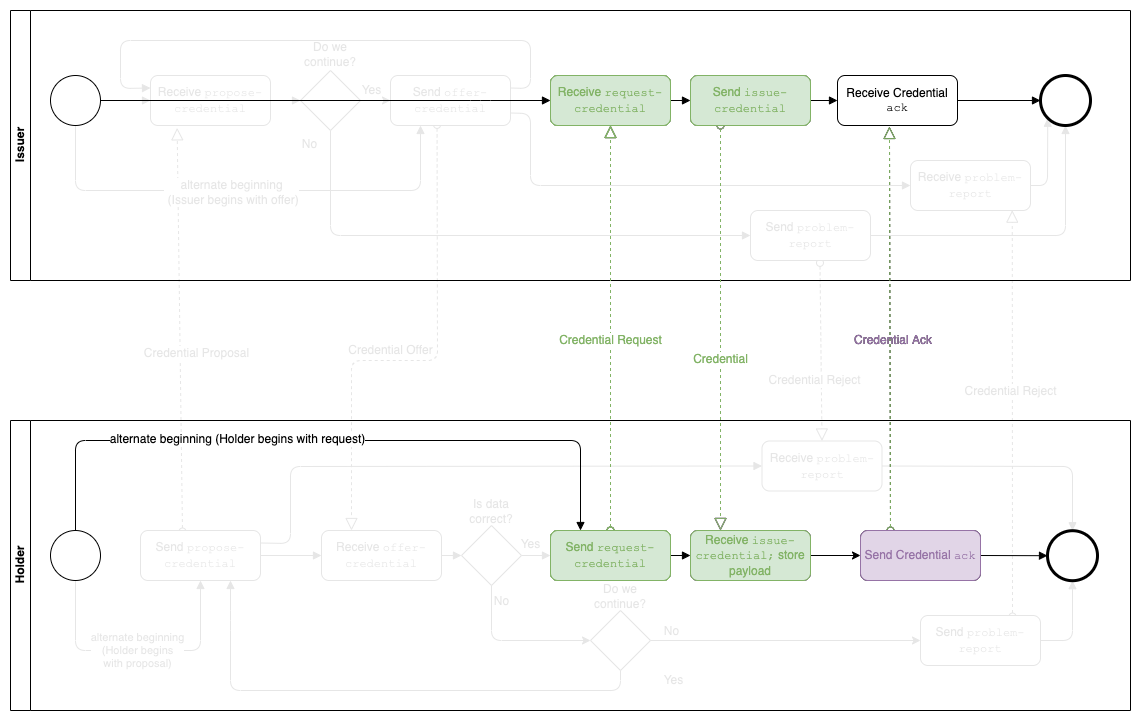 Issuer
Do we
continue?
Receive propose-
credential
Yes
Send offer-
credential
Receive request-
credential
Send issue-
credential
Receive Credential
ack
No
alternate beginning
(Issuer begins with offer)
Receive problem-
report
Send problem-
report
Credential Proposal
Credential Offer
Credential Request
Credential
Credential Ack
Credential Reject
Credential Reject
Holder
alternate beginning (Holder begins with request)
Receive problem-
report
Is data
correct?
Send propose-
credential
Receive offer-
credential
Yes
Send request-
credential
Receive issue-
credential; store
payload
Send Credential ack
No
Do we
continue?
alternate beginning
(Holder begins
with proposal)
No
Send problem-
report
Yes